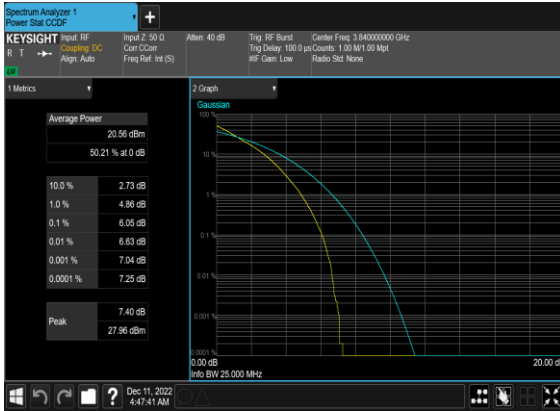 Spectrum Analyzer 1
Power Stat CCDF
KEYSIGHT Input: RF Input Z: 50 Ω Atten: 40 dB Trig: RF Burst Center Freq: 3.840000000 GHz
R T Coupling: DC Corr CCorr Trig Delay: 100.0 µs Counts: 1.00 M/1.00 Mpt
Align: Auto Freq Ref: Int (S) #IF Gain: Low Radio Std: None
1 Metrics
2 Graph
Average Power
20.56 dBm
50.21 % at 0 dB
10.0 % 2.73 dB
1.0 % 4.86 dB
0.1 % 6.05 dB
0.01 % 6.63 dB
0.001 % 7.04 dB
0.0001 % 7.25 dB
Peak
7.40 dB
27.96 dBm
Gaussian
100 %
10 %
1 %
0.1 %
0.01 %
0.001 %
0.0001 %
0.00 dB 20.00 d
Info BW 25.000 MHz
? Dec 11, 2022
4:47:41 AM